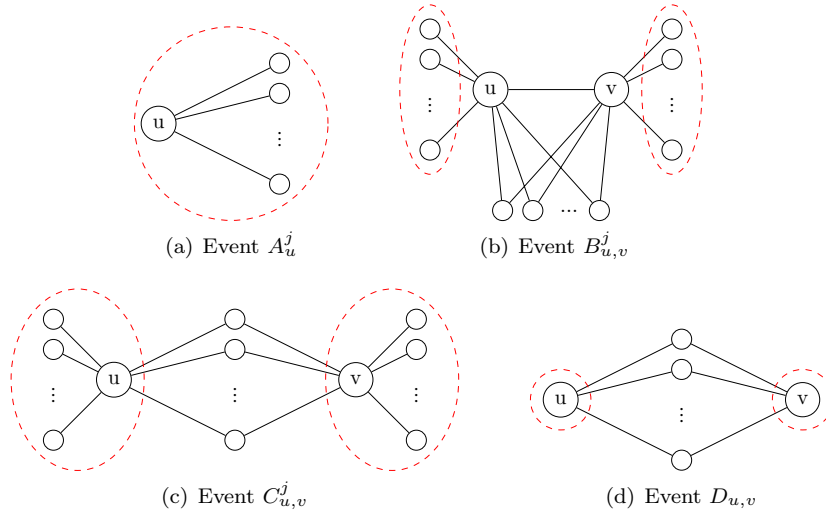 u
⋮
(a) Event $A_u^j$
u v
⋮ ⋮
...
(b) Event $B_{u,v}^j$
u v
⋮ ⋮ ⋮
(c) Event $C_{u,v}^j$
u v
⋮
(d) Event $D_{u,v}$